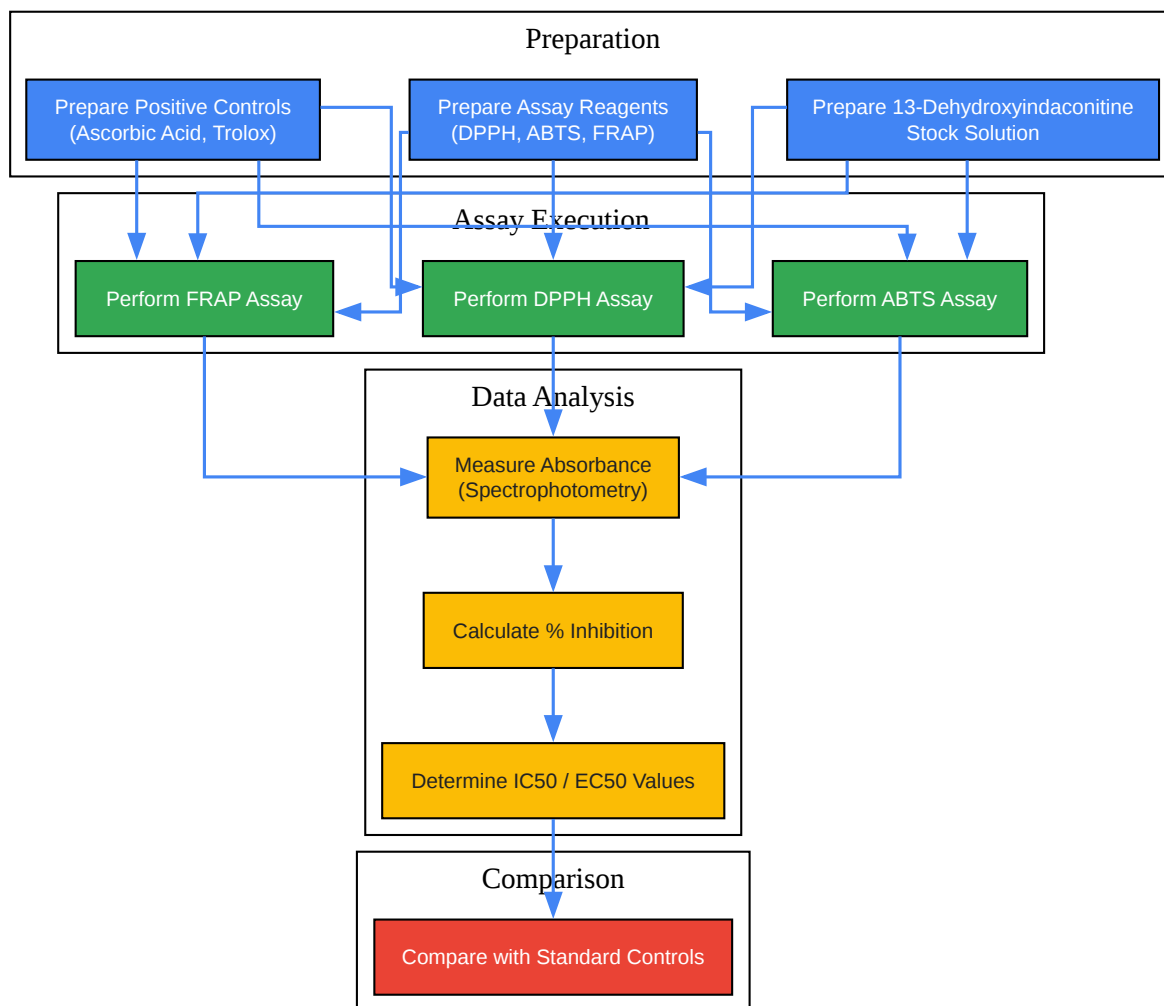 Preparation
Prepare Positive Controls
(Ascorbic Acid, Trolox)
Prepare Assay Reagents
(DPPH, ABTS, FRAP)
Prepare 13-Dehydroxyindaconitine
Stock Solution
Assay Execution
Perform FRAP Assay
Perform DPPH Assay
Perform ABTS Assay
Data Analysis
Measure Absorbance
(Spectrophotometry)
Calculate % Inhibition
Determine IC50 / EC50 Values
Comparison
Compare with Standard Controls